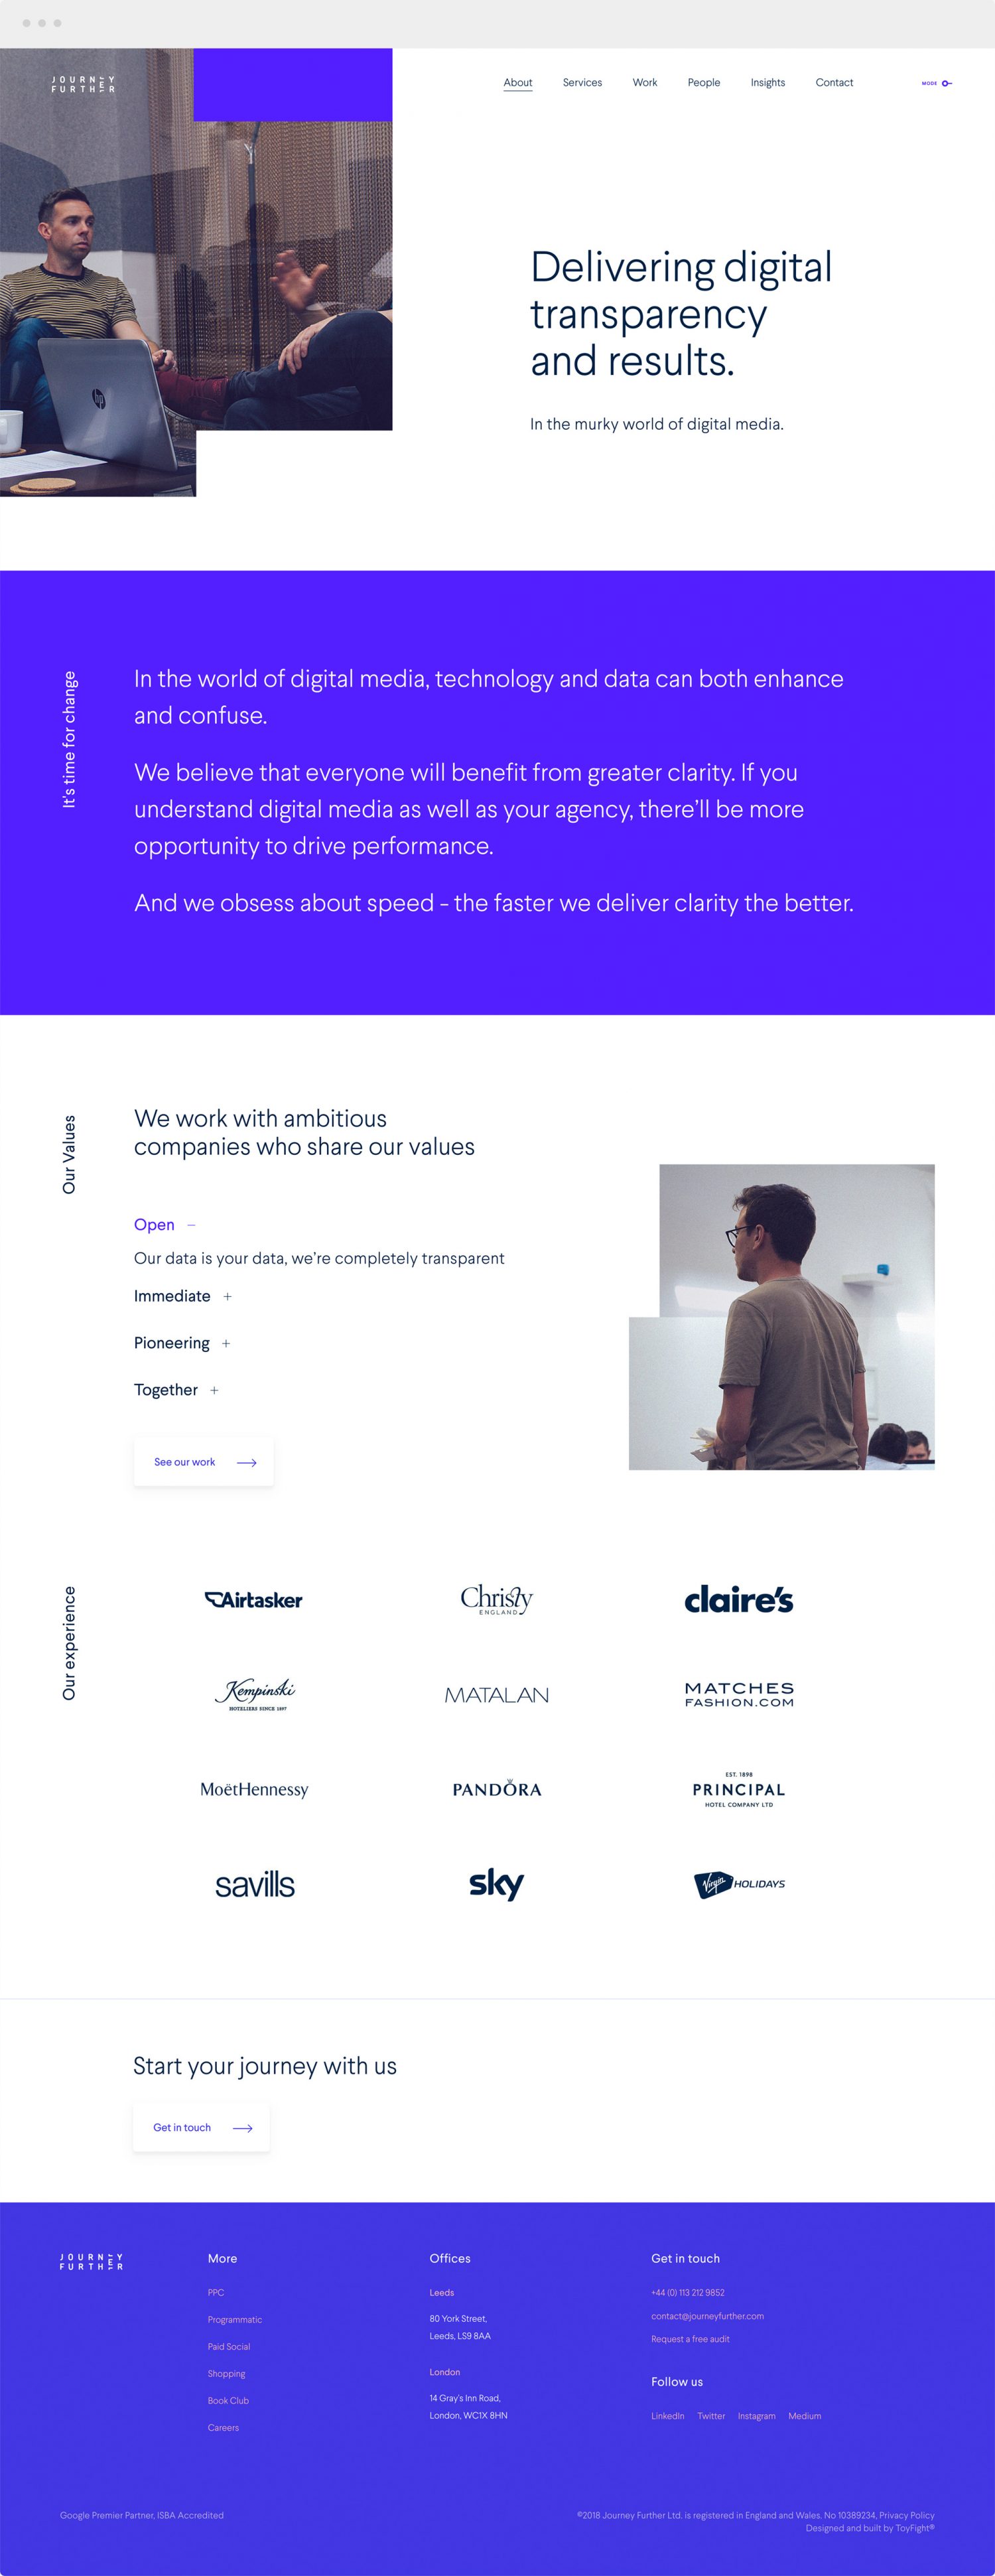 JOURNEY
FURTHER
About
Services
Work
People
Insights
Contact
MODE
hp
Delivering digital
transparency
and results.
In the murky world of digital media.
It's time for change
In the world of digital media, technology and data can both enhance
and confuse.
We believe that everyone will benefit from greater clarity. If you
understand digital media as well as your agency, there’ll be more
opportunity to drive performance.
And we obsess about speed - the faster we deliver clarity the better.
Our Values
We work with ambitious
companies who share our values
Open −
Our data is your data, we’re completely transparent
Immediate +
Pioneering +
Together +
See our work
Our experience
Airtasker
Christy
ENGLAND
claire's
Kempinski
HOTELIERS SINCE 1897
MATALAN
MATCHES
FASHION.COM
MoëtHennessy
PANDORA
EST. 1898
PRINCIPAL
HOTEL COMPANY LTD
savills
sky
Virgin HOLIDAYS
Start your journey with us
Get in touch
JOURNEY
FURTHER
More
PPC
Programmatic
Paid Social
Shopping
Book Club
Careers
Offices
Leeds
80 York Street,
Leeds, LS9 8AA
London
14 Gray's Inn Road,
London, WC1X 8HN
Get in touch
+44 (0) 113 212 9852
contact@journeyfurther.com
Request a free audit
Follow us
LinkedIn
Twitter
Instagram
Medium
Google Premier Partner, ISBA Accredited
©2018 Journey Further Ltd. is registered in England and Wales. No 10389234, Privacy Policy
Designed and built by ToyFight®